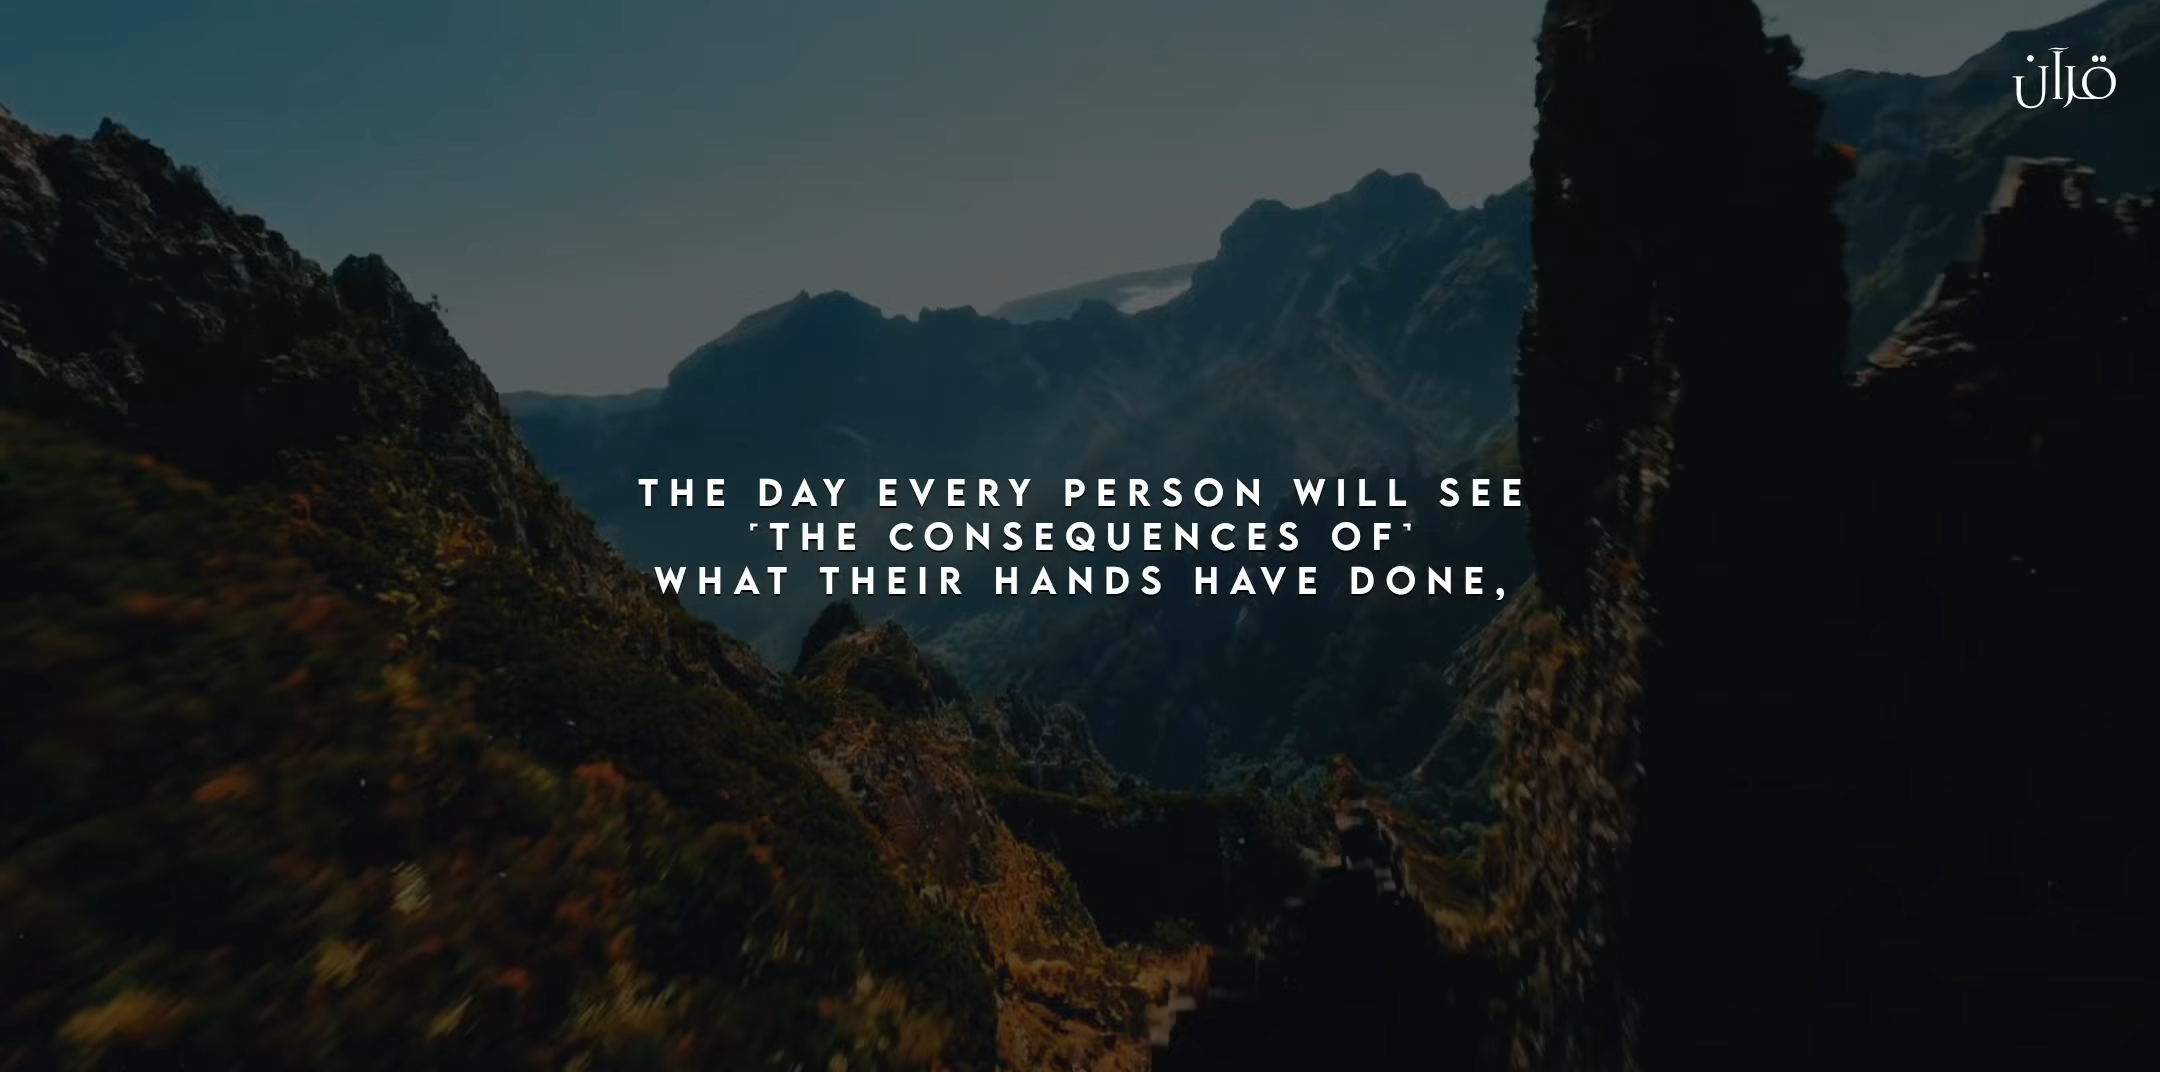 قرآن
THE DAY EVERY PERSON WILL SEE
⸢THE CONSEQUENCES OF⸣
WHAT THEIR HANDS HAVE DONE,